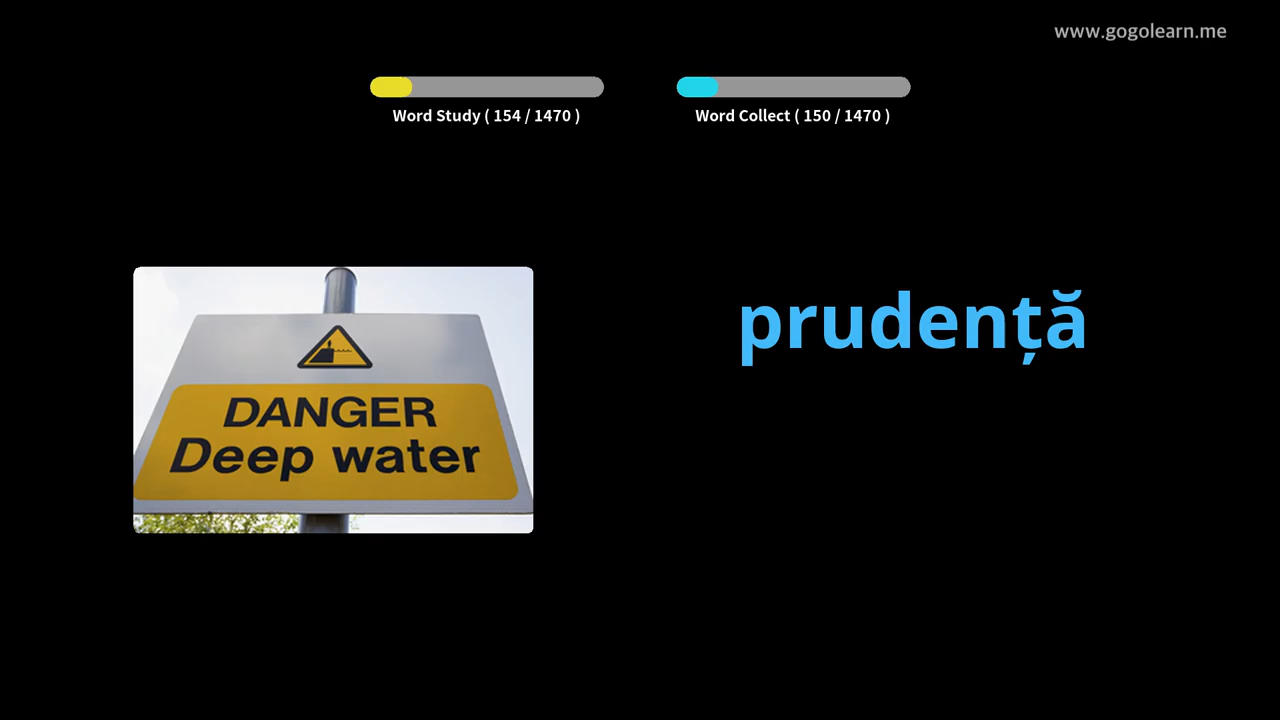 www.gogolearn.me
Word Study ( 154 / 1470 )
Word Collect ( 150 / 1470 )
DANGER
Deep water
prudență